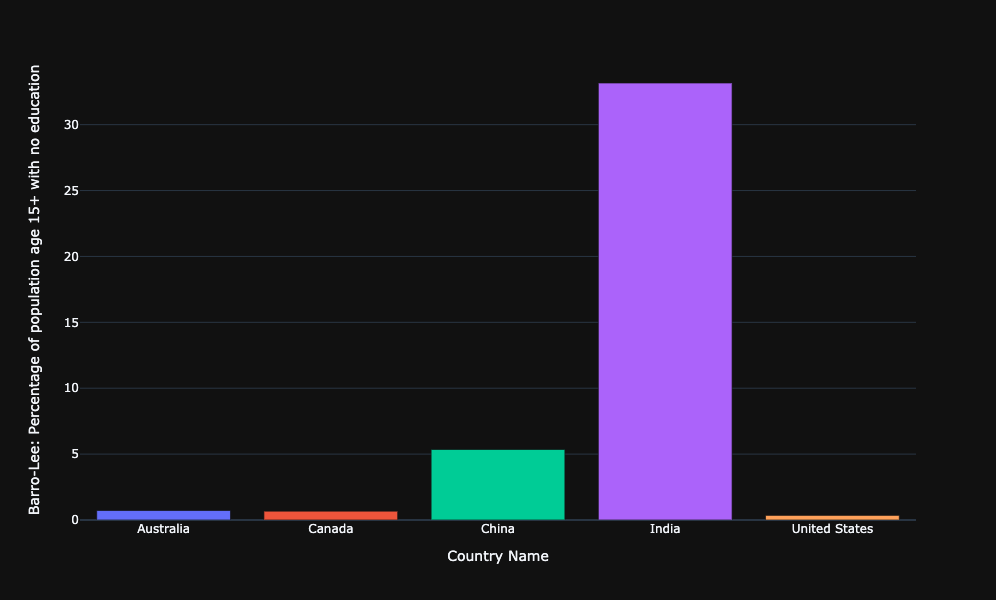 Barro-Lee: Percentage of population age 15+ with no education
30
25
20
15
10
5
0
Australia Canada China India United States
Country Name